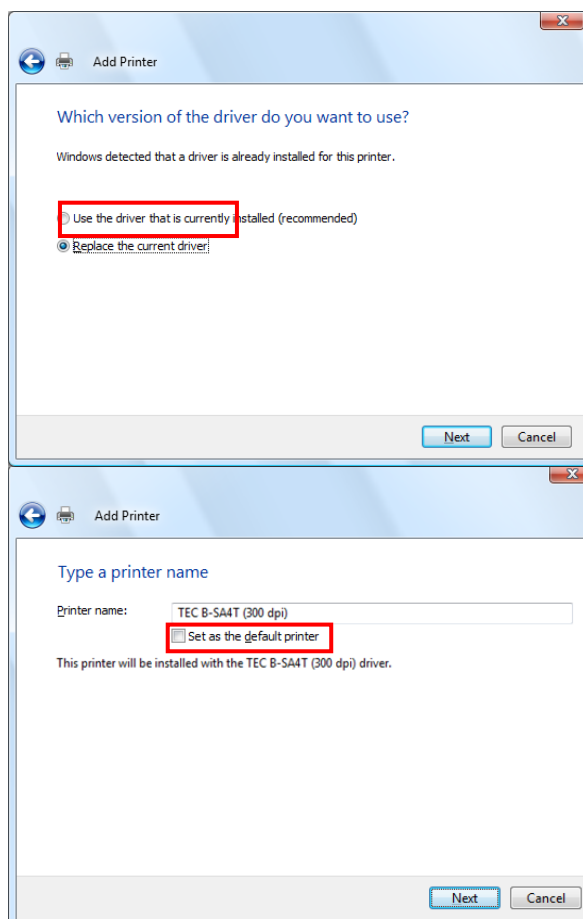 Add Printer
Which version of the driver do you want to use?
Windows detected that a driver is already installed for this printer.
Use the driver that is currently installed (recommended)
Replace the current driver
Next Cancel
Add Printer
Type a printer name
Printer name: TEC B-SA4T (300 dpi)
Set as the default printer
This printer will be installed with the TEC B-SA4T (300 dpi) driver.
Next Cancel